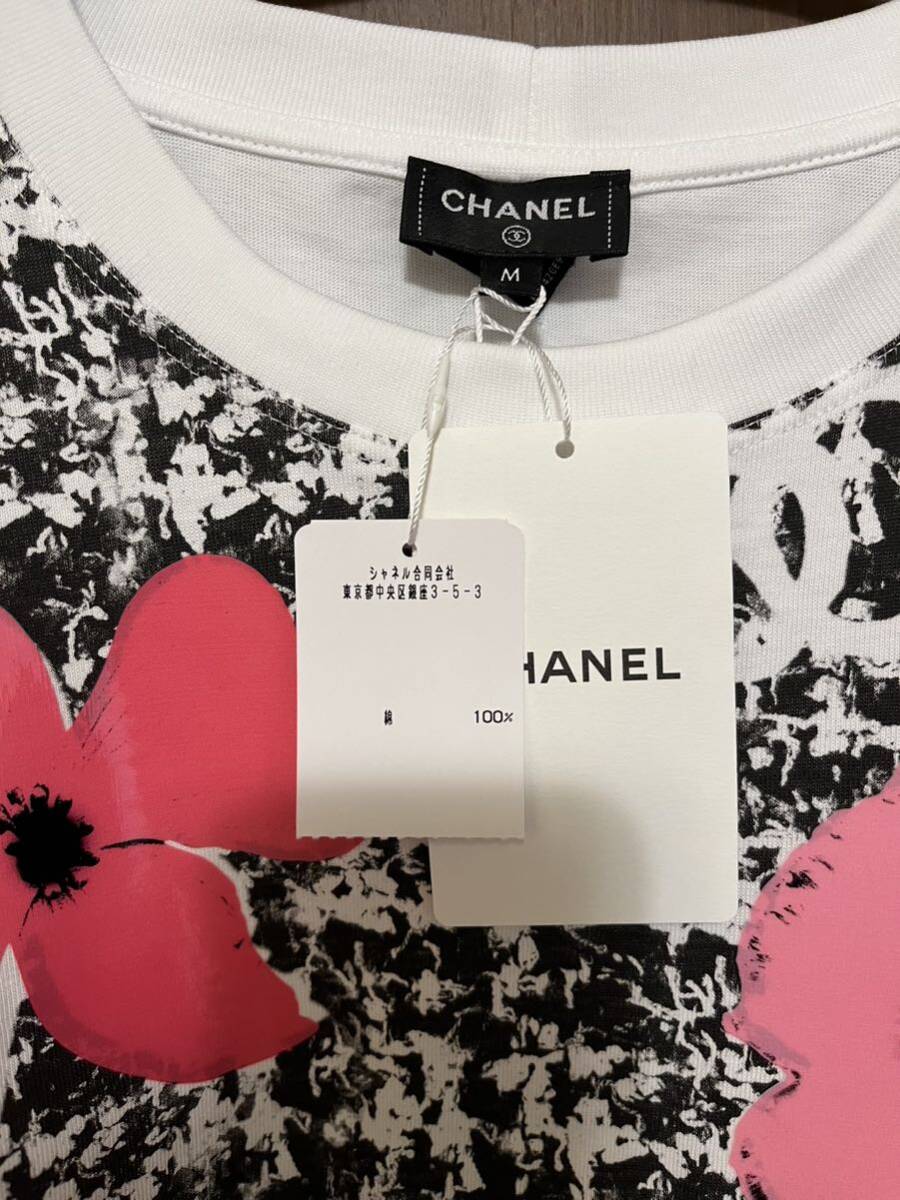 CHANEL
M
シャネル合同会社
東京都中央区銀座3-5-3
綿 100%
HANEL